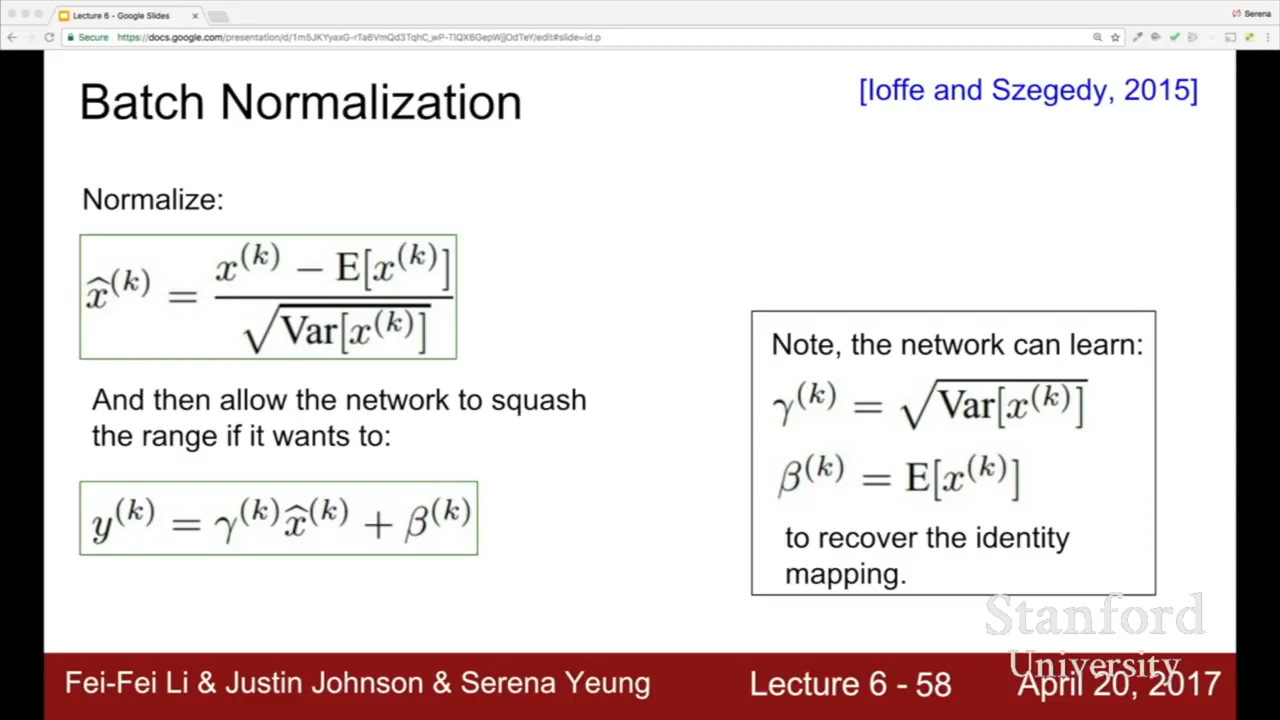 Lecture 6 - Google Slides
Serena
Secure https://docs.google.com/presentation/d/1m5JKYyaxG-rTa6VmQd3TqhC_wP-TIQX6GepWjjOdTeY/edit#slide=id.p
Batch Normalization
[Ioffe and Szegedy, 2015]
Normalize:
x̂^(k) = (x^(k) − E[x^(k)]) / √Var[x^(k)]
And then allow the network to squash
the range if it wants to:
y^(k) = γ^(k) x̂^(k) + β^(k)
Note, the network can learn:
γ^(k) = √Var[x^(k)]
β^(k) = E[x^(k)]
to recover the identity
mapping.
Stanford
University
Fei-Fei Li & Justin Johnson & Serena Yeung
Lecture 6 - 58
April 20, 2017